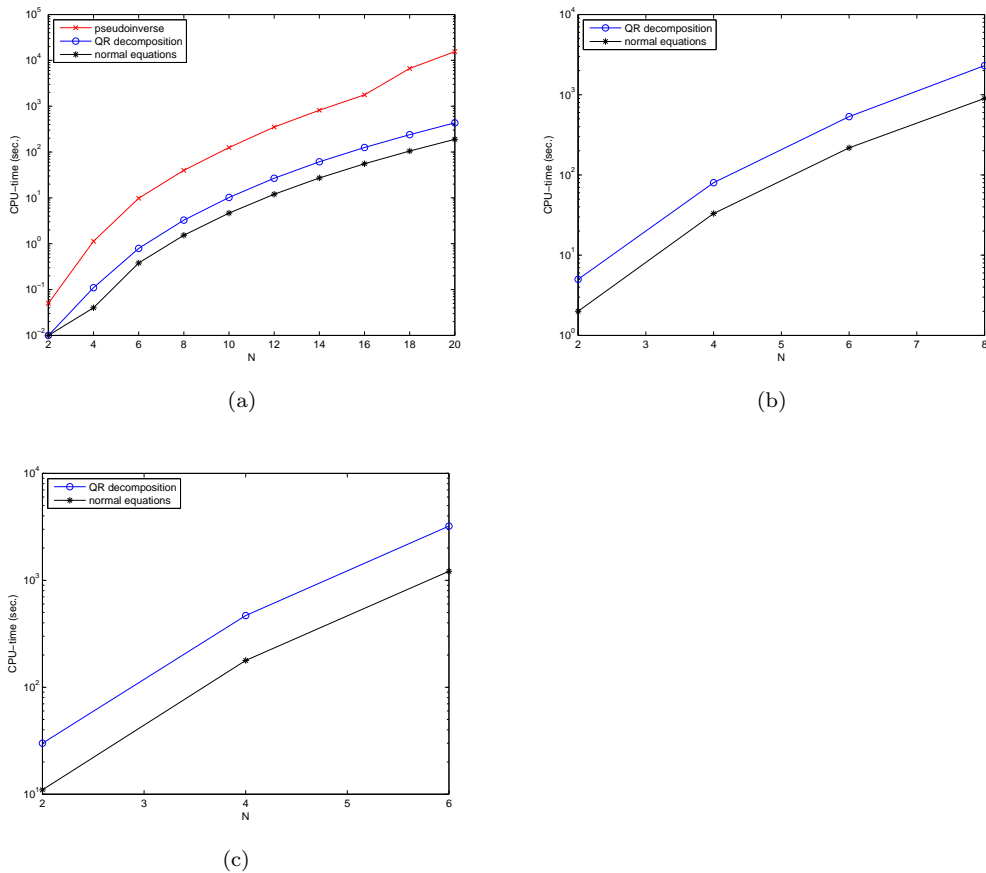 10^5
10^4
10^3
10^2
10^1
10^0
10^−1
10^−2
CPU−time (sec.)
pseudoinverse
QR decomposition
normal equations
2 4 6 8 10 12 14 16 18 20
N
(a)
10^4
10^3
10^2
10^1
10^0
CPU−time (sec.)
QR decomposition
normal equations
2 3 4 5 6 7 8
N
(b)
10^4
10^3
10^2
10^1
CPU−time (sec.)
QR decomposition
normal equations
2 3 4 5 6
N
(c)